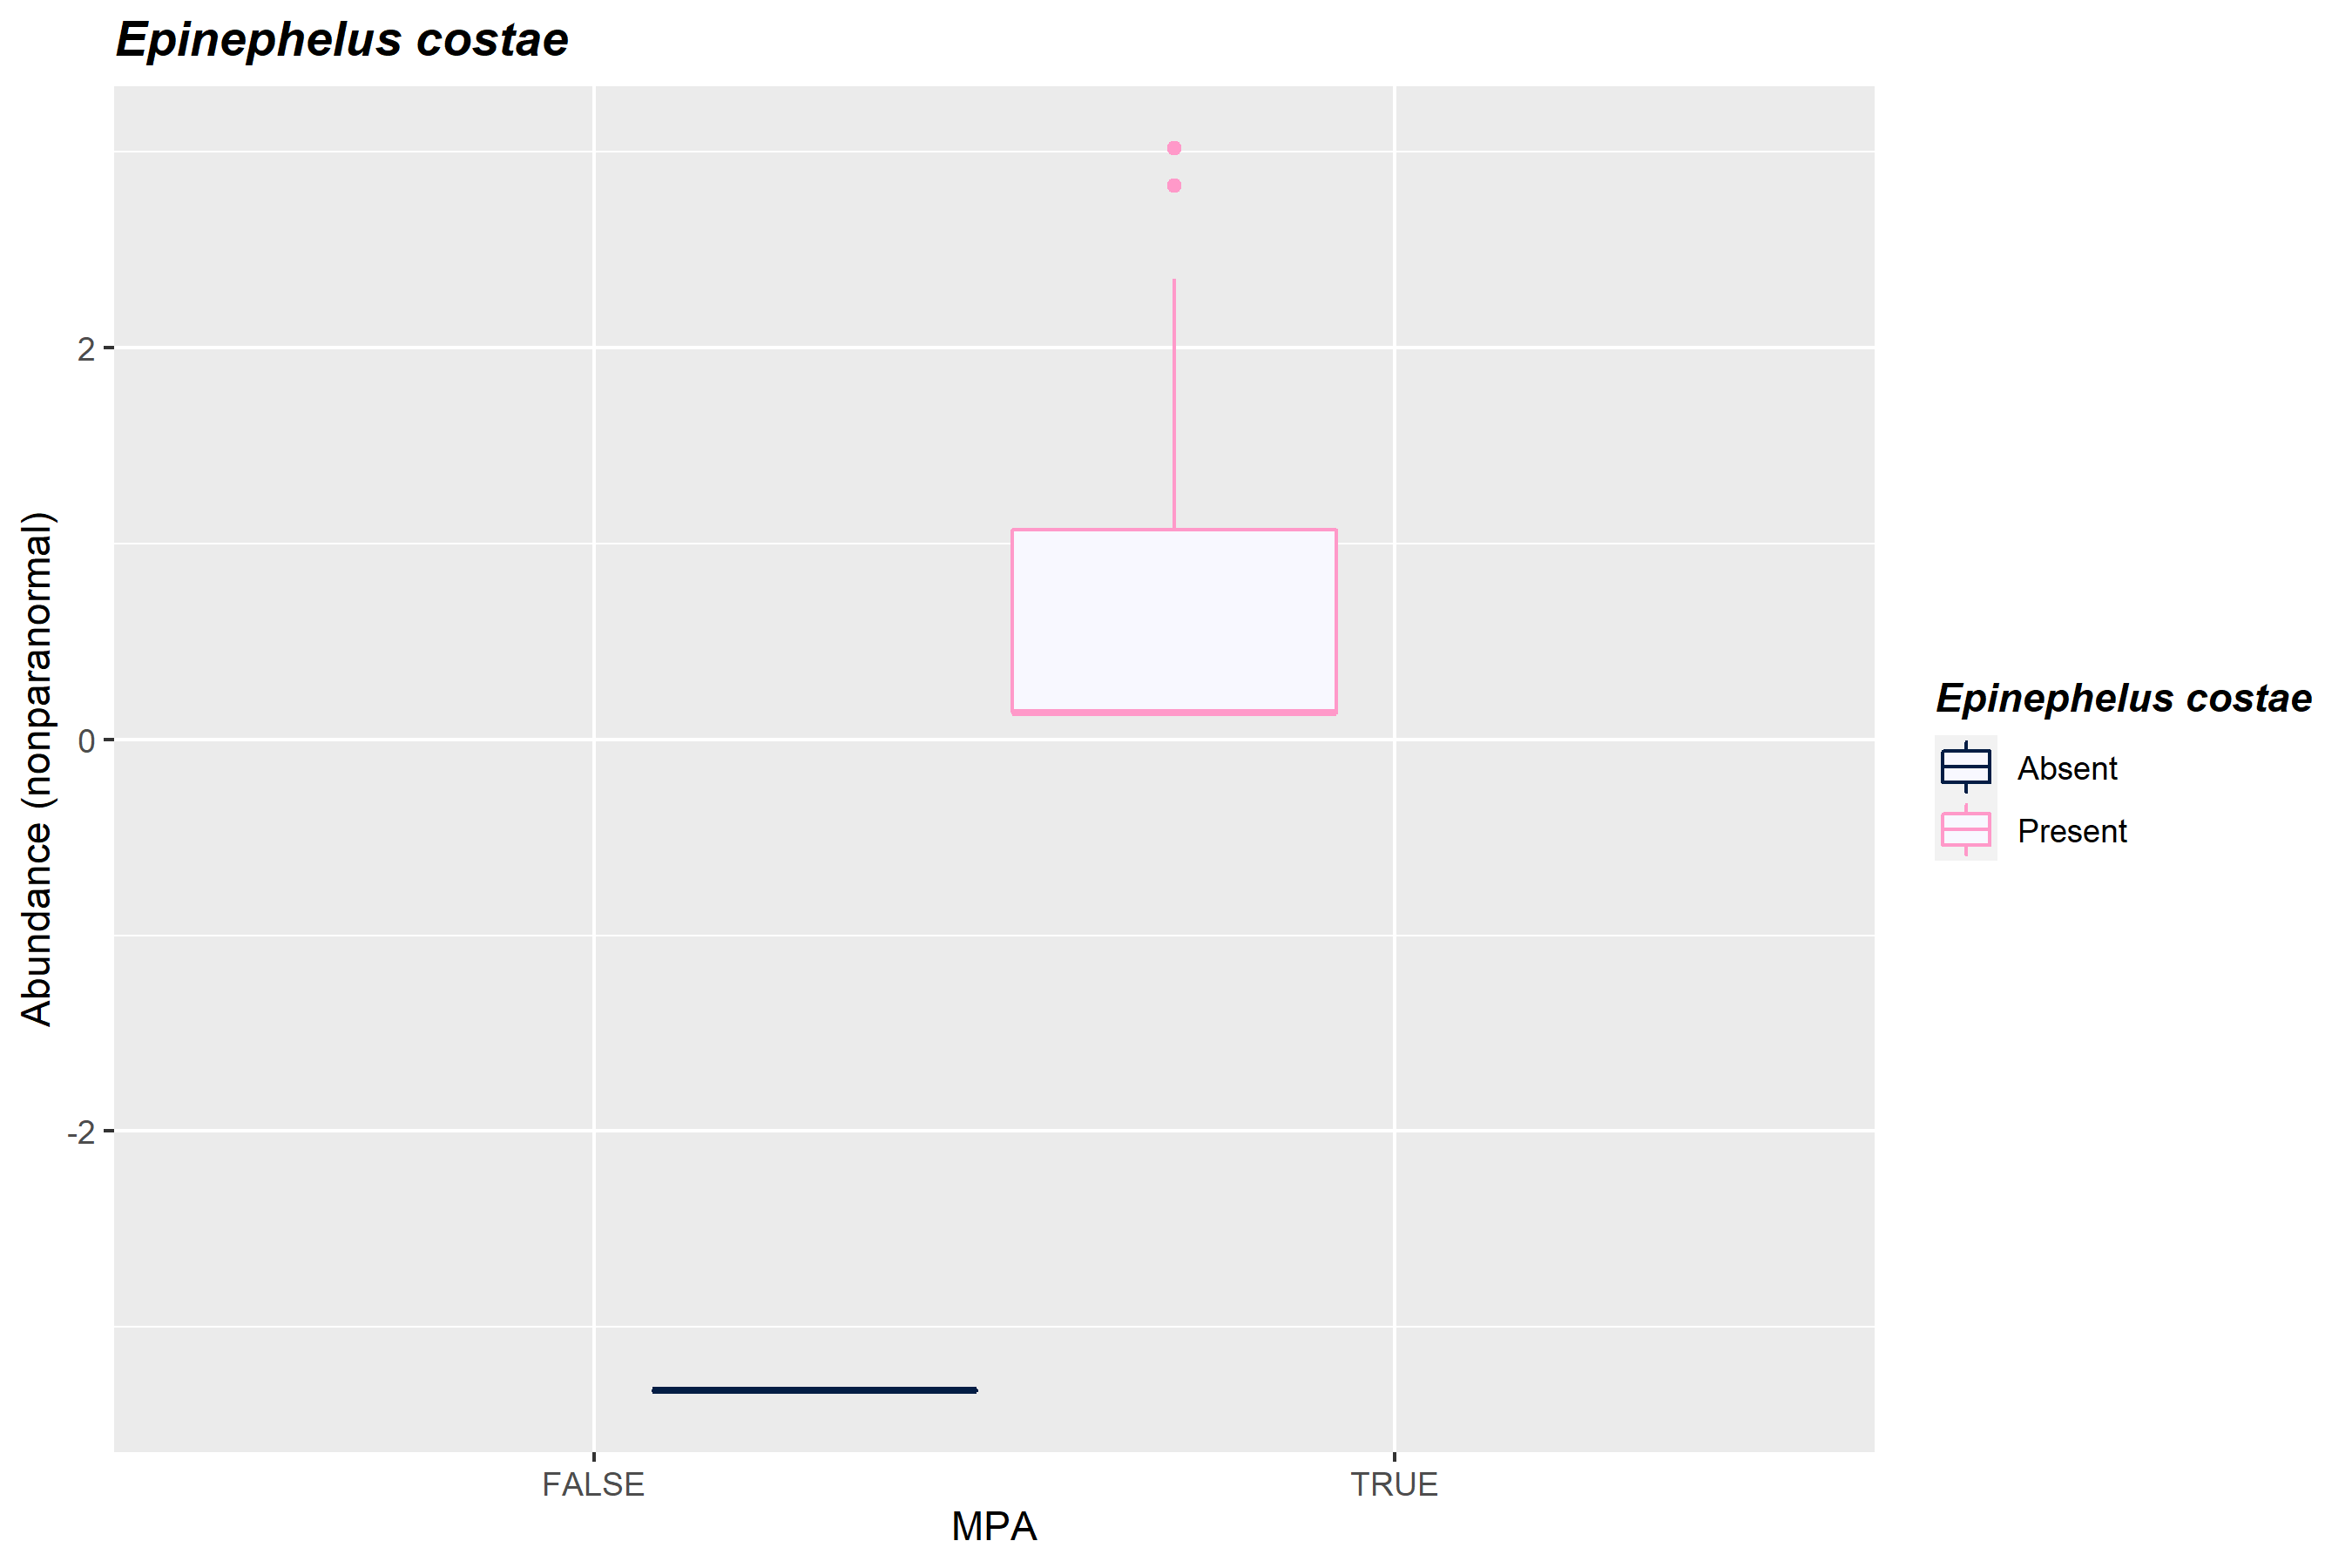 Epinephelus costae
Abundance (nonparanormal)
2
0
-2
FALSE
TRUE
MPA
Epinephelus costae
Absent
Present